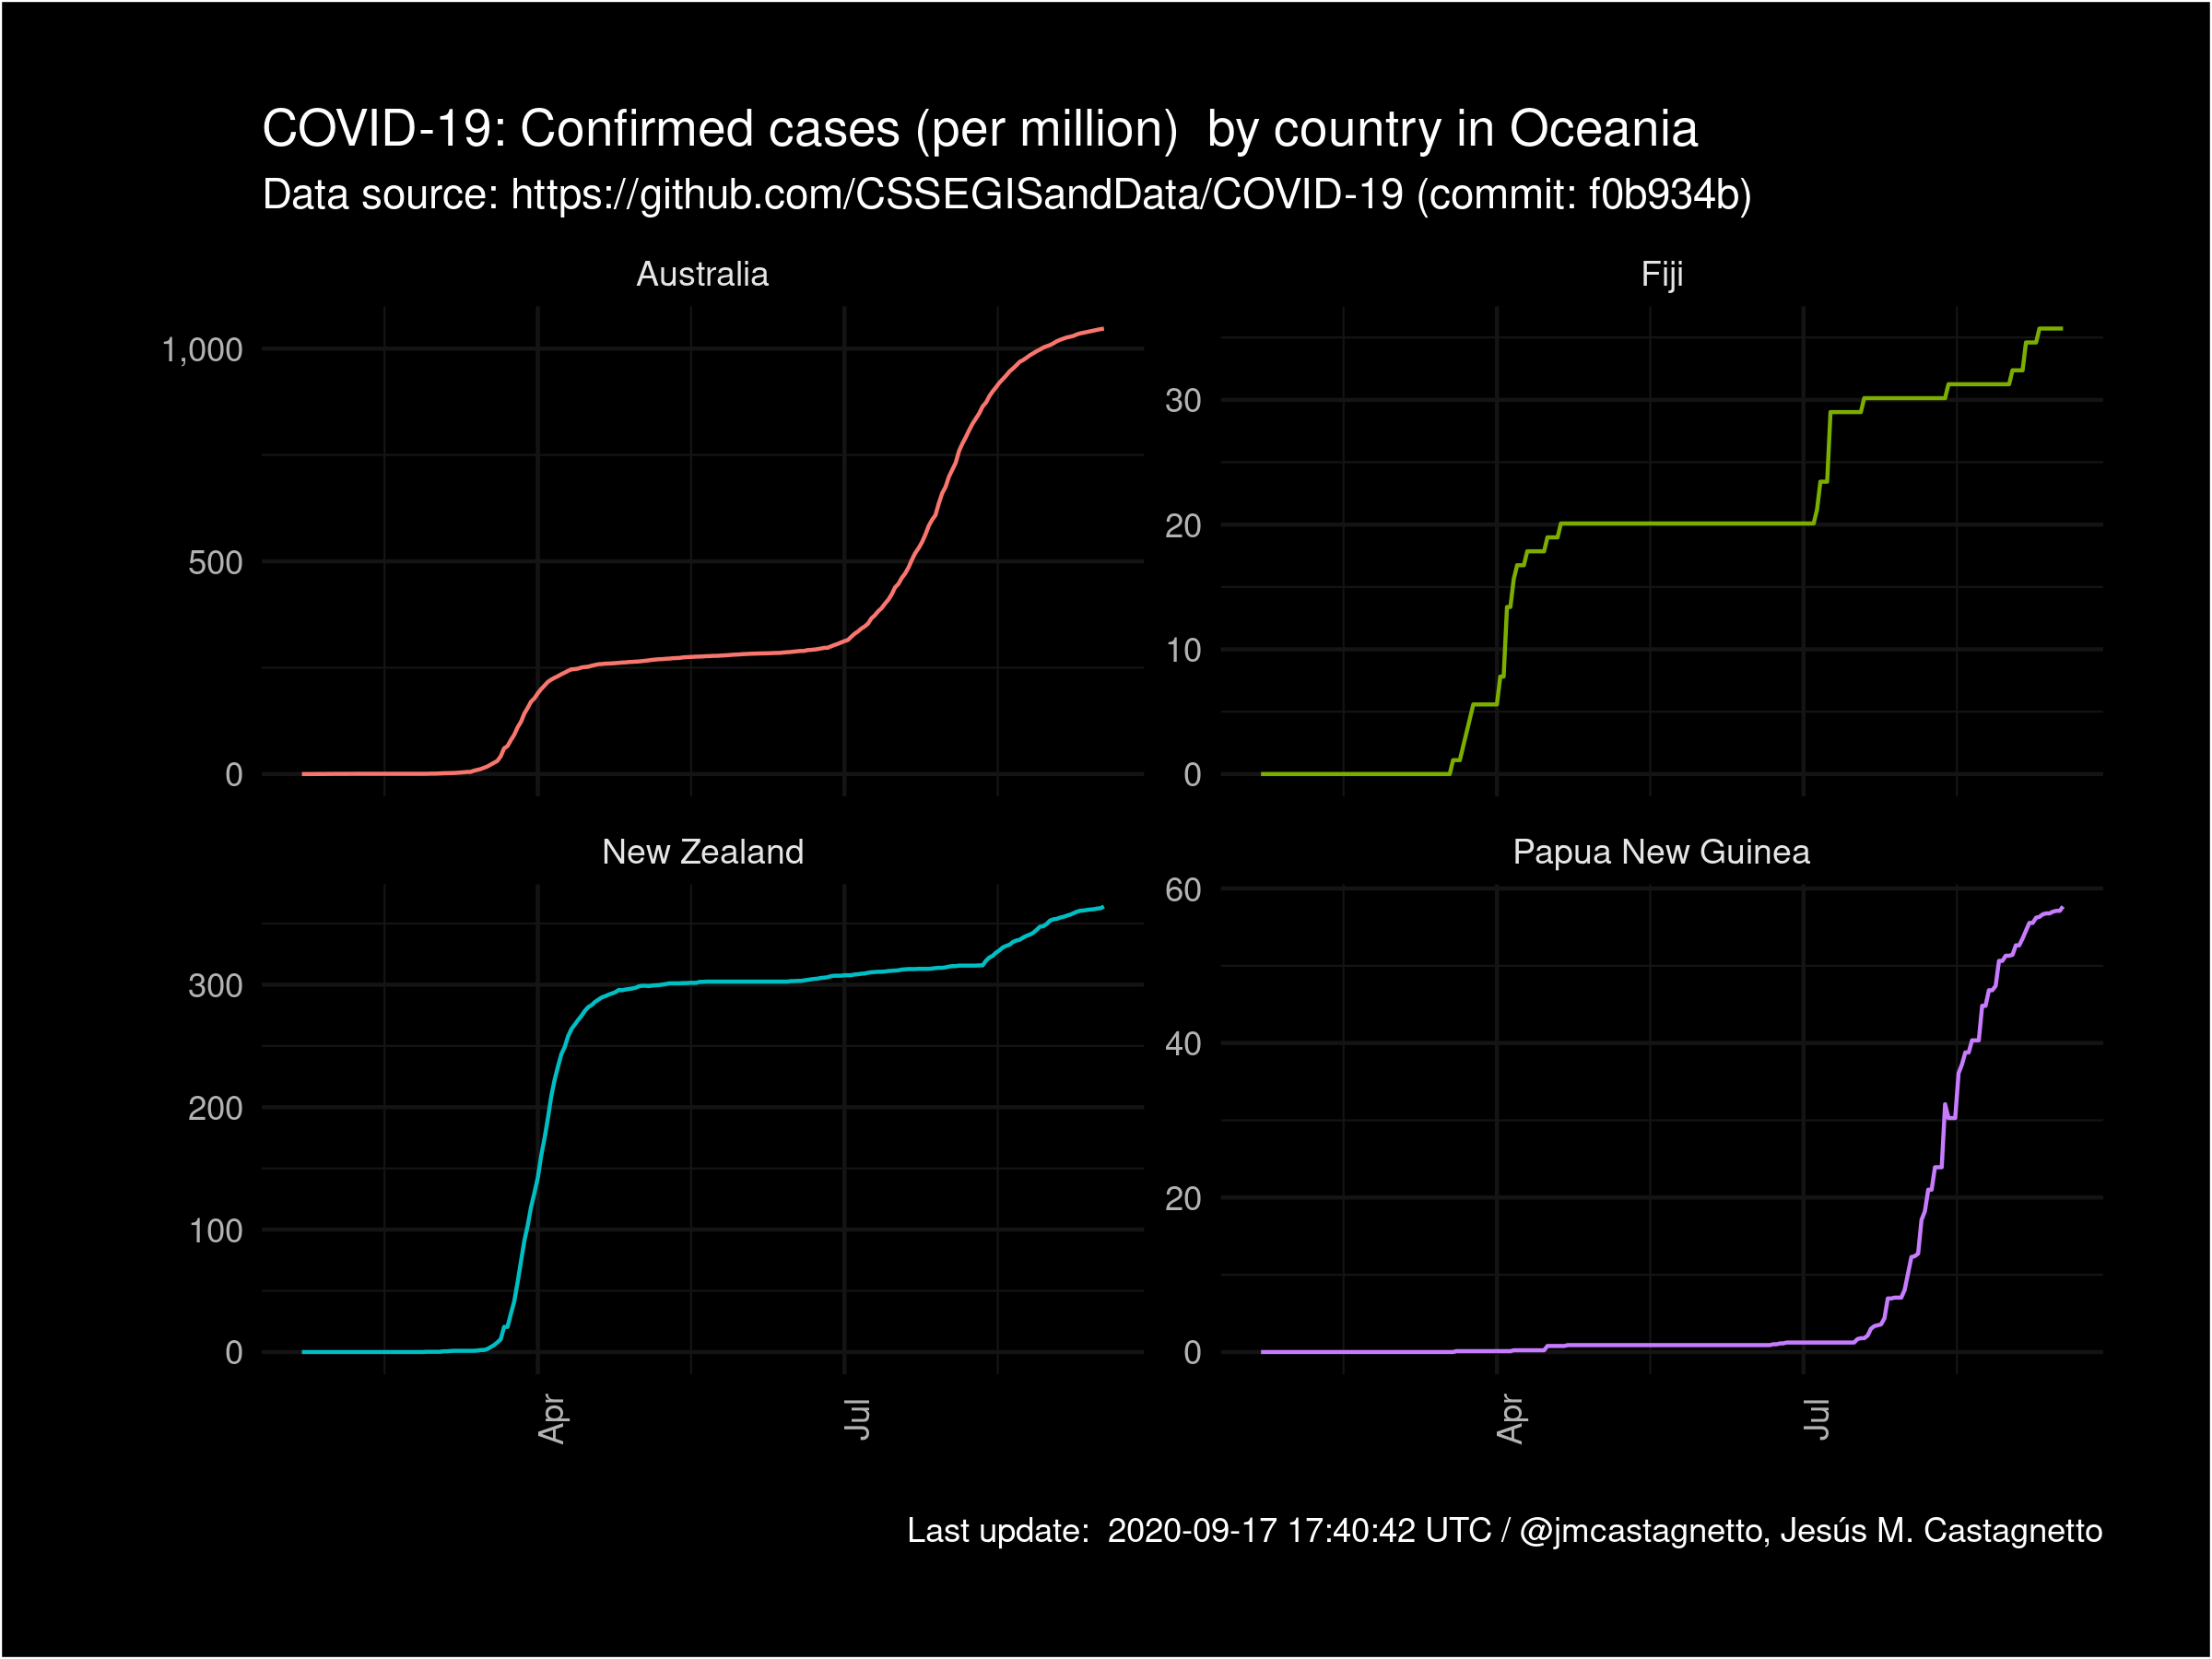 COVID-19: Confirmed cases (per million)  by country in Oceania
Data source: https://github.com/CSSEGISandData/COVID-19 (commit: f0b934b)
Australia
1,000
500
0
Fiji
30
20
10
0
New Zealand
300
200
100
0
Apr
Jul
Papua New Guinea
60
40
20
0
Apr
Jul
Last update:  2020-09-17 17:40:42 UTC / @jmcastagnetto, Jesús M. Castagnetto